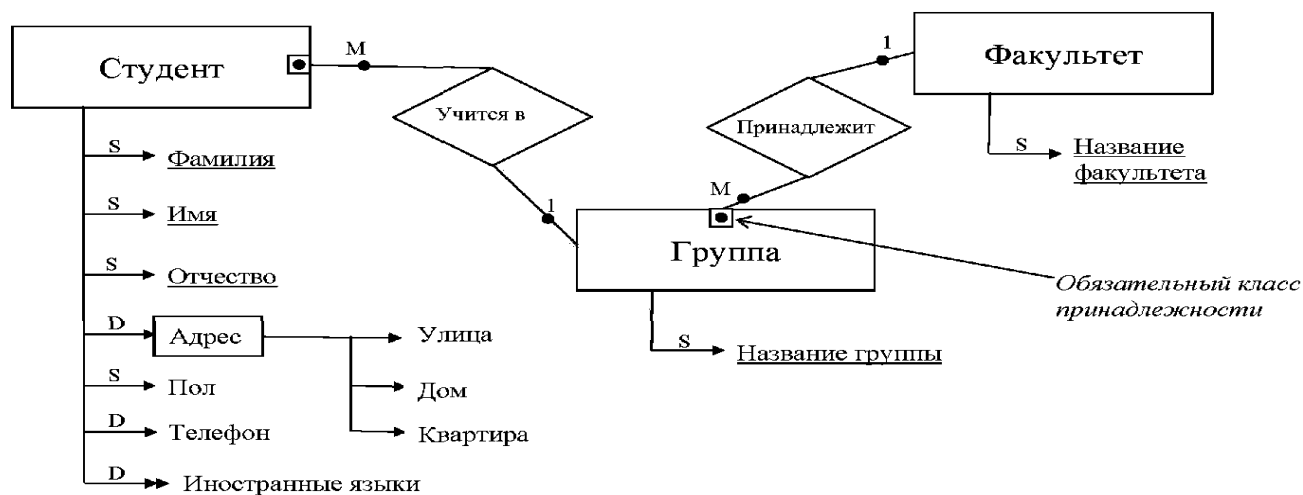 Студент
M
Учится в
1
Факультет
1
Принадлежит
M
S
Название
факультета
Группа
Обязательный класс
принадлежности
S
Название группы
S
Фамилия
S
Имя
S
Отчество
D
Адрес
Улица
Дом
Квартира
S
Пол
D
Телефон
D
Иностранные языки